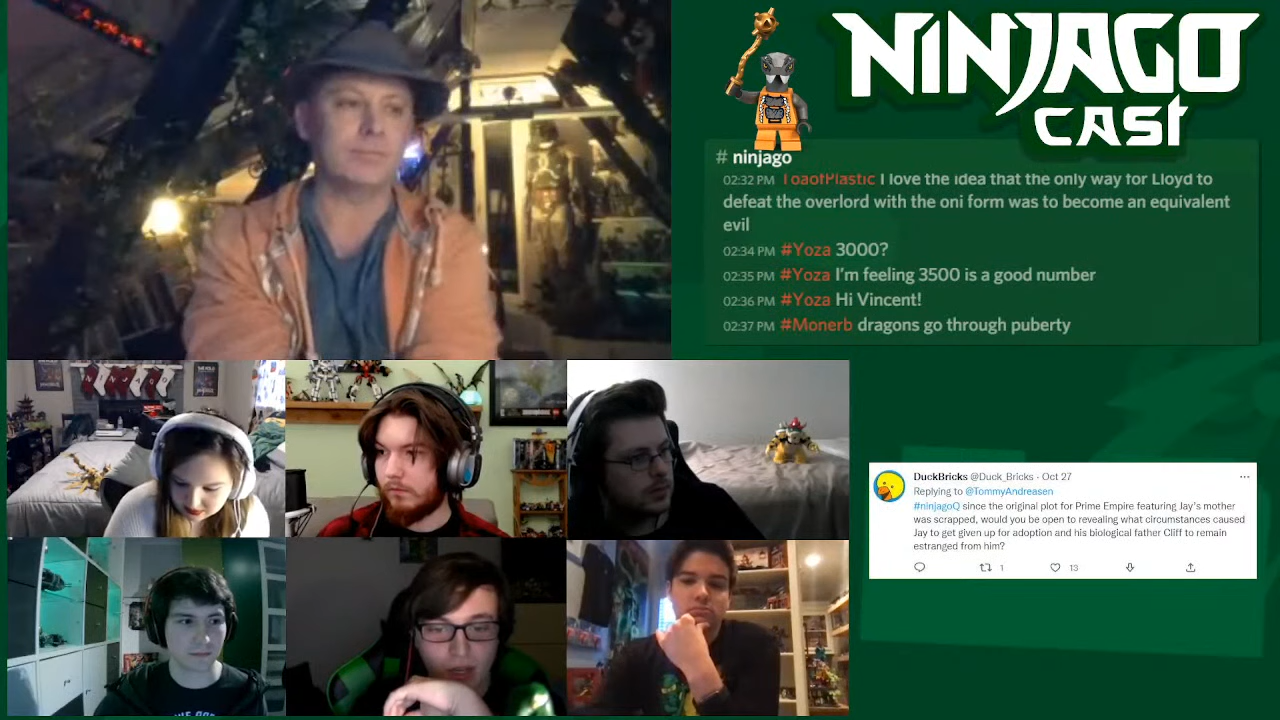 NINJAGO
CAST
# ninjago
02:32 PM ToaofPlastic I love the idea that the only way for Lloyd to
defeat the overlord with the oni form was to become an equivalent
evil
02:34 PM #Yoza 3000?
02:35 PM #Yoza I'm feeling 3500 is a good number
02:36 PM #Yoza Hi Vincent!
02:37 PM #Monerb dragons go through puberty
DuckBricks @Duck_Bricks · Oct 27
Replying to @TommyAndreasen
#ninjagoQ since the original plot for Prime Empire featuring Jay's mother
was scrapped, would you be open to revealing what circumstances caused
Jay to get given up for adoption and his biological father Cliff to remain
estranged from him?
1 13